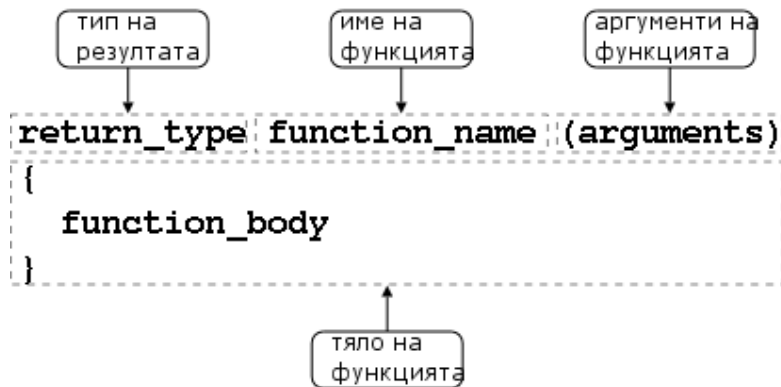 тип на
резултата
име на
функцията
аргументи на
функцията
return_type function_name (arguments)
{
function_body
}
тяло на
функцията